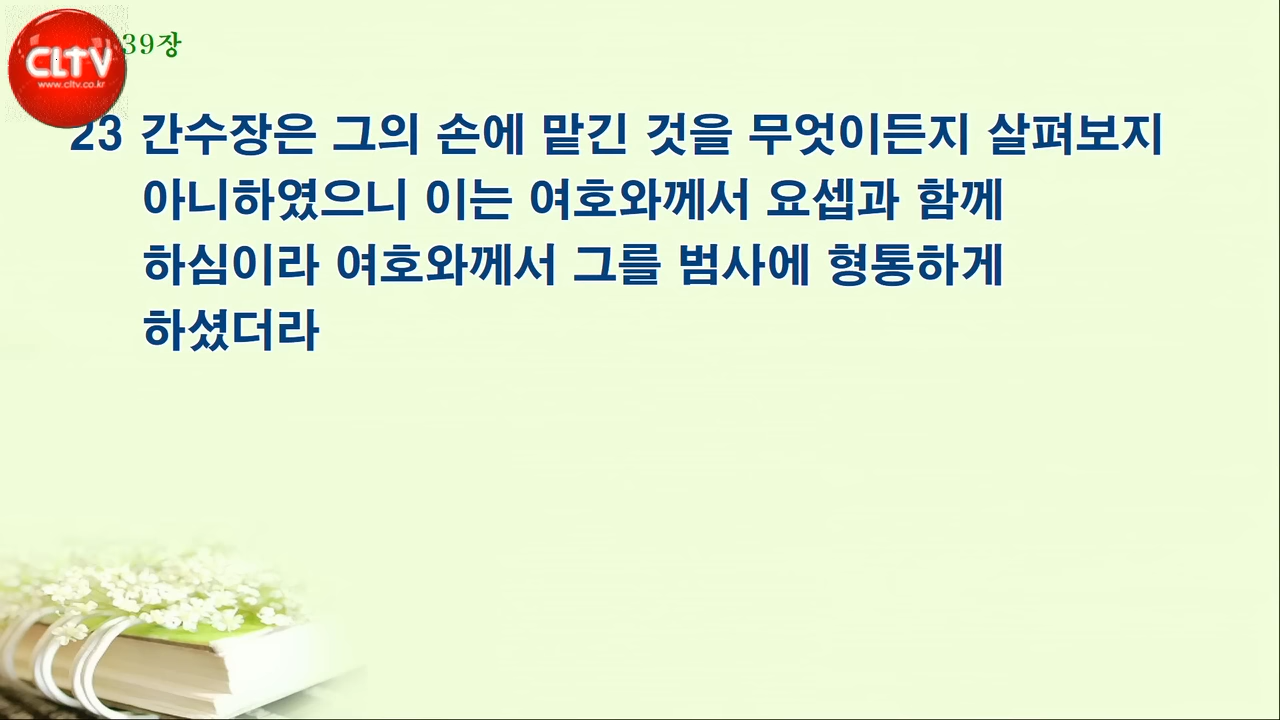 CLTV
www.cltv.co.kr
39장
23 간수장은 그의 손에 맡긴 것을 무엇이든지 살펴보지
아니하였으니 이는 여호와께서 요셉과 함께
하심이라 여호와께서 그를 범사에 형통하게
하셨더라